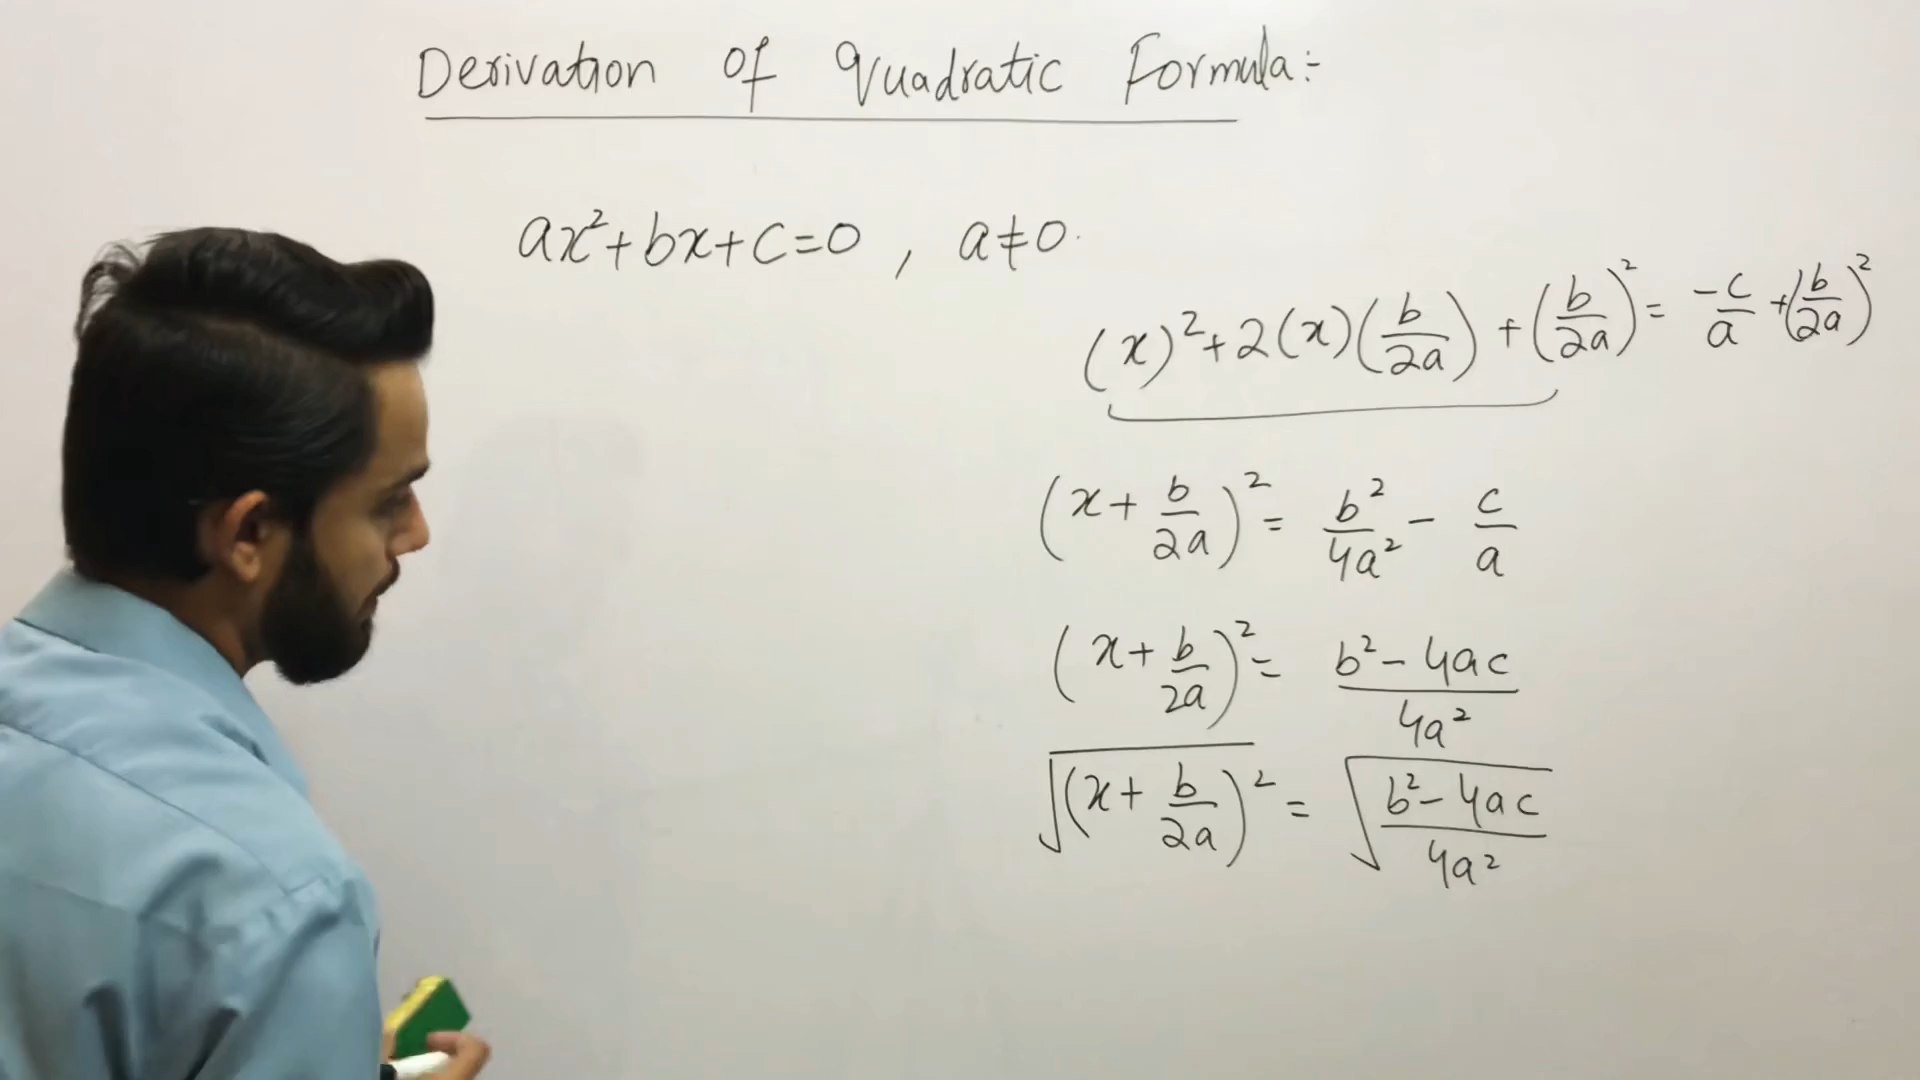 Derivation of Quadratic Formula:-
ax²+bx+c=0 , a≠0.
(x)²+2(x)(b/2a)+(b/2a)²= -c/a +(b/2a)²
(x+b/2a)²= b²/4a² - c/a
(x+b/2a)²= (b²-4ac)/4a²
√(x+b/2a)² = √((b²-4ac)/4a²)